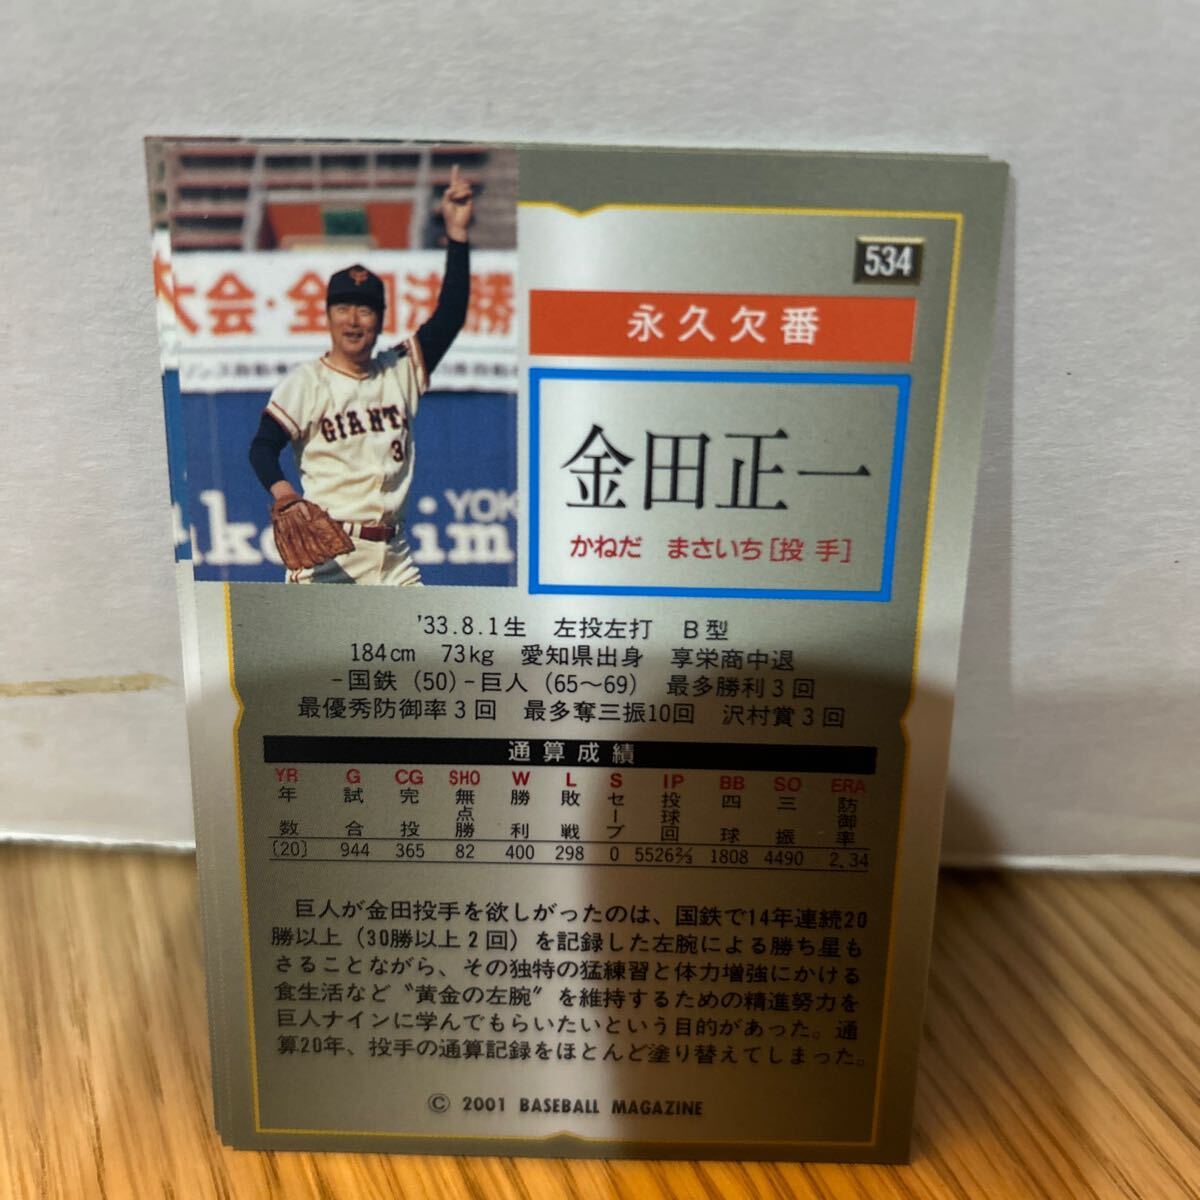 534
永久欠番
金田正一
かねだ まさいち[投手]
大会・全国決勝
GIANTS
3
YOK
'33.8.1生 左投左打 B型
184cm 73kg 愛知県出身 享栄商中退
-国鉄(50)-巨人(65〜69) 最多勝利3回
最優秀防御率3回 最多奪三振10回 沢村賞3回
通算成績
YR G CG SHO W L S IP BB SO ERA
年数 試合 完投 無点勝 勝利 敗戦 セーブ 投球回 四球 三振 防御率
(20) 944 365 82 400 298 0 5526⅔ 1808 4490 2.34
巨人が金田投手を欲しがったのは、国鉄で14年連続20
勝以上(30勝以上2回)を記録した左腕による勝ち星も
さることながら、その独特の猛練習と体力増強にかける
食生活など〝黄金の左腕〟を維持するための精進努力を
巨人ナインに学んでもらいたいという目的があった。通
算20年、投手の通算記録をほとんど塗り替えてしまった。
© 2001 BASEBALL MAGAZINE